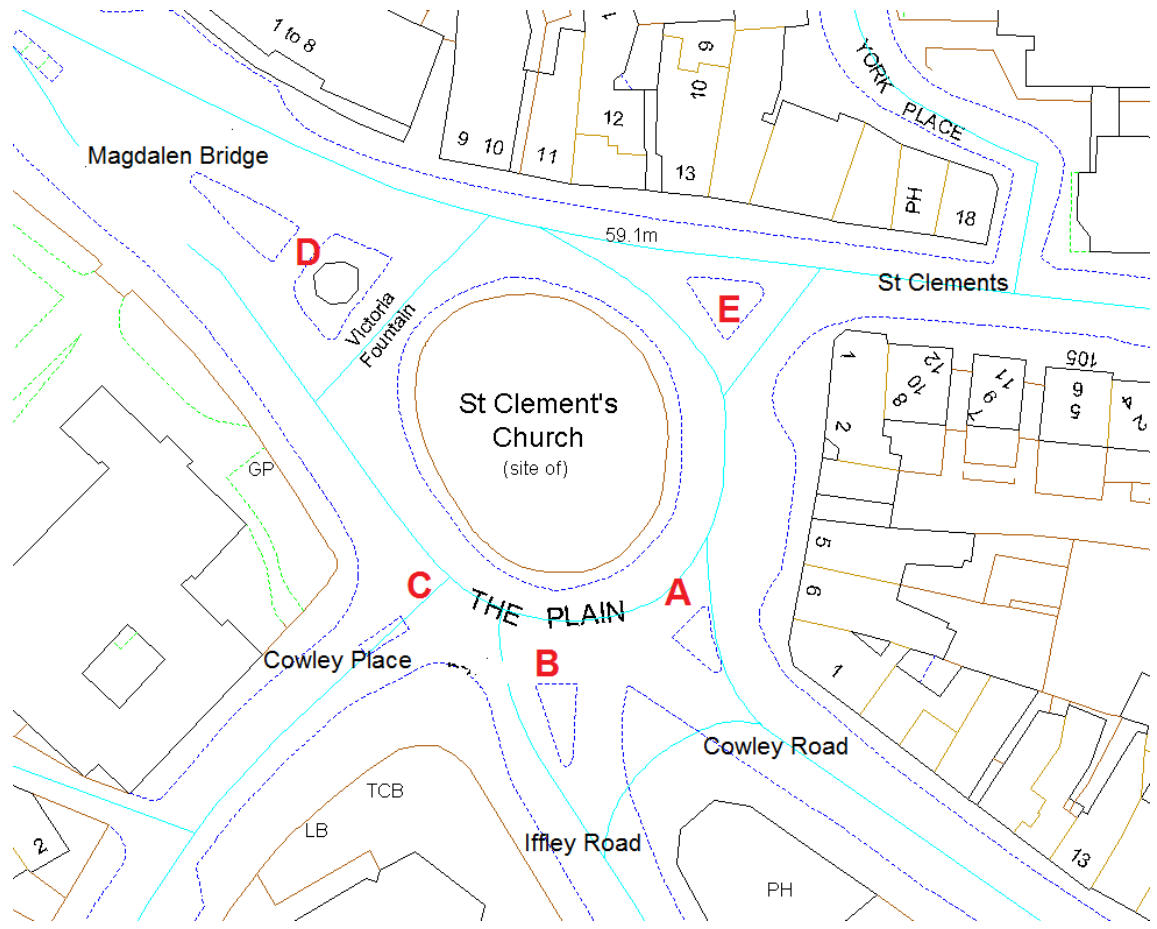 1 to 8
9 10
11
12
1
9
10
13
YORK PLACE
PH
18
Magdalen Bridge
D
59.1m
E
St Clements
Victoria
Fountain
St Clement's
Church
(site of)
1
2
12
10
8
11
9
7
105
6
5
4
2
GP
5
6
1
C
THE PLAIN
A
B
Cowley Place
Cowley Road
Iffley Road
TCB
LB
2
PH
13